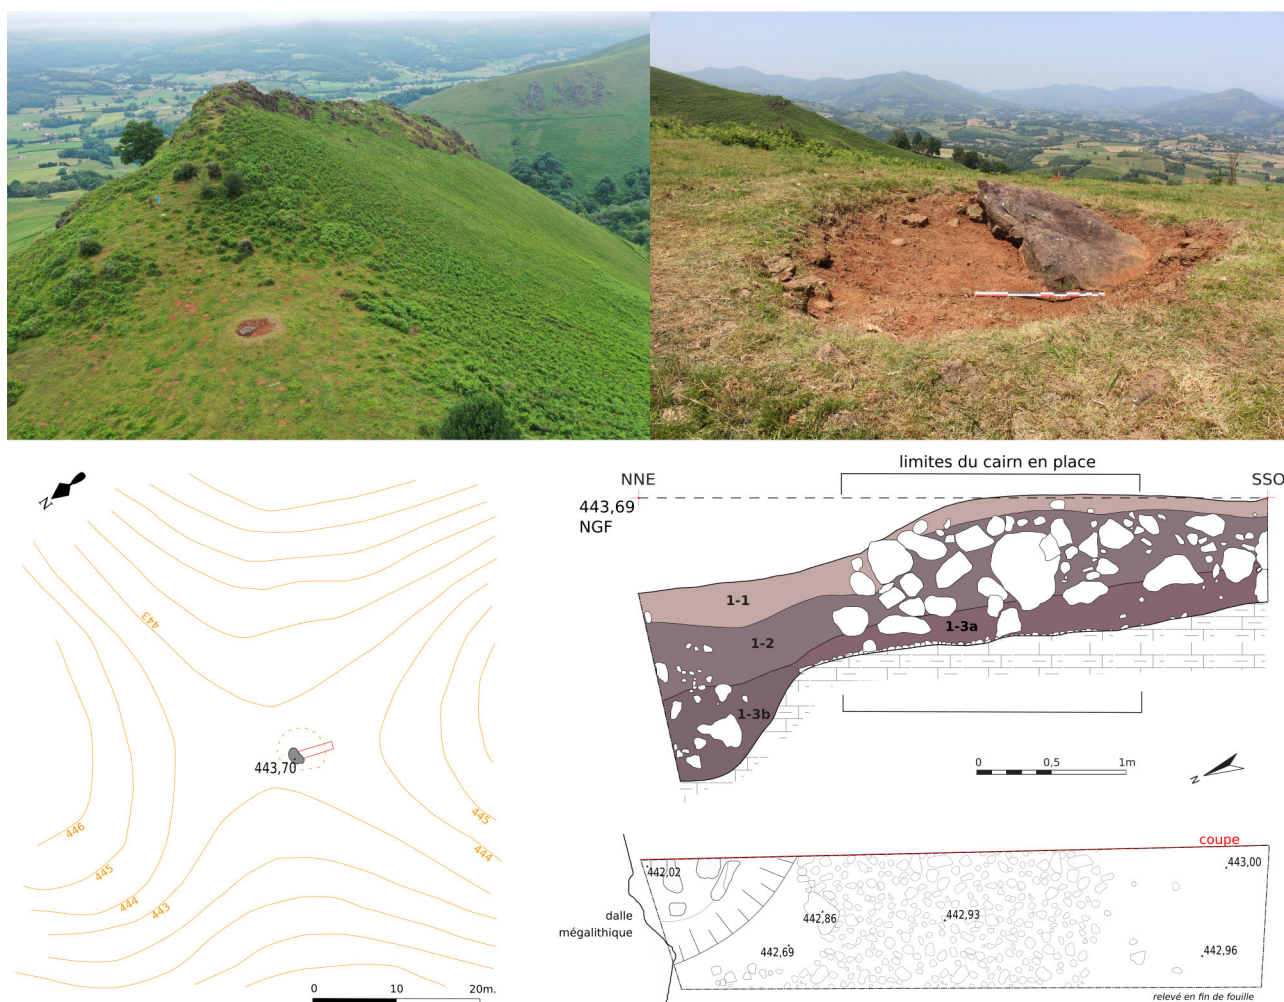 N
443
443,70
446
445
444
443
445
444
0 10 20m.
limites du cairn en place
NNE
SSO
443,69
NGF
1-1
1-2
1-3a
1-3b
0 0,5 1m
N
coupe
442,02
443,00
dalle
mégalithique
442,86
442,93
442,69
442,96
relevé en fin de fouille